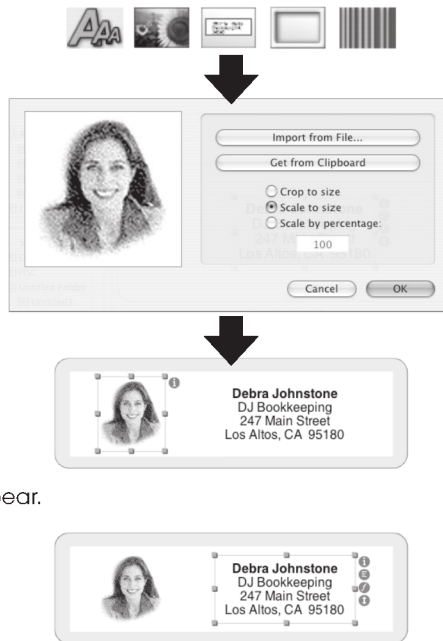 AAA
Import from File...
Get from Clipboard
Crop to size
Scale to size
Scale by percentage:
100
Cancel
OK
Debra Johnstone
DJ Bookkeeping
247 Main Street
Los Altos, CA 95180
pear.
Debra Johnstone
DJ Bookkeeping
247 Main Street
Los Altos, CA 95180